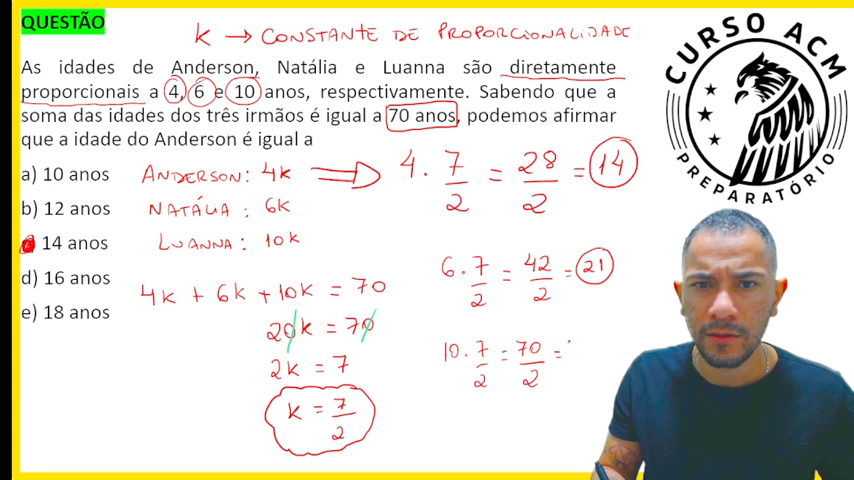 QUESTÃO
K → CONSTANTE DE PROPORCIONALIDADE
As idades de Anderson, Natália e Luanna são diretamente
proporcionais a 4, 6 e 10 anos, respectivamente. Sabendo que a
soma das idades dos três irmãos é igual a 70 anos, podemos afirmar
que a idade do Anderson é igual a
a) 10 anos
b) 12 anos
14 anos
d) 16 anos
e) 18 anos
ANDERSON: 4K
NATÁLIA: 6K
LUANNA: 10K
4K + 6K + 10K = 70
20K = 70
2K = 7
K = 7/2
4 · 7/2 = 28/2 = 14
6 · 7/2 = 42/2 = 21
10 · 7/2 = 70/2 =
CURSO ACM
PREPARATÓRIO